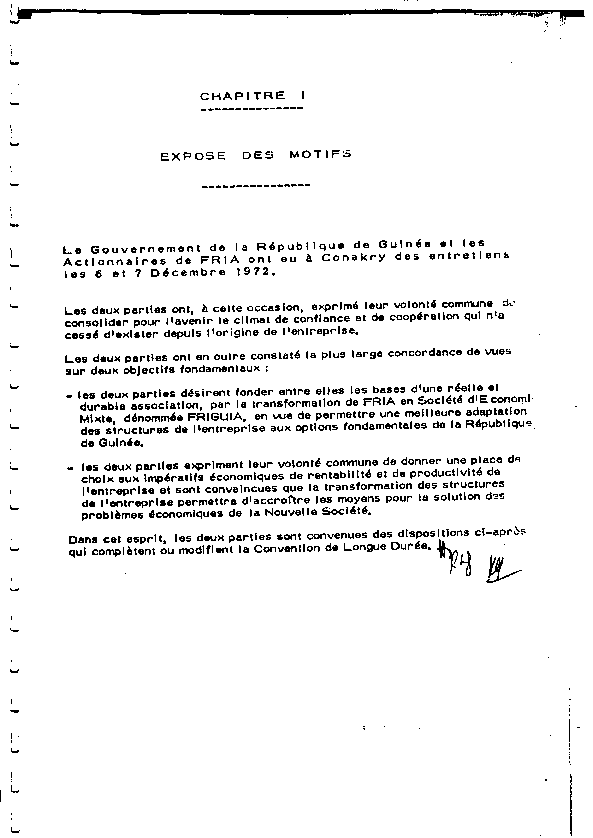 CHAPITRE I
EXPOSE DES MOTIFS
Le Gouvernement de la République de Guinée et les
Actionnaires de FRIA ont eu à Conakry des entretiens
les 6 et 7 Décembre 1972.
Les deux parties ont, à cette occasion, exprimé leur volonté commune de
consolider pour l'avenir le climat de confiance et de coopération qui n'a
cessé d'exister depuis l'origine de l'entreprise.
Les deux parties ont en outre constaté la plus large concordance de vues
sur deux objectifs fondamentaux :
- les deux parties désirent fonder entre elles les bases d'une réelle et
durable association, par la transformation de FRIA en Société d'Economi
Mixte, dénommée FRIGUIA, en vue de permettre une meilleure adaptation
des structures de l'entreprise aux options fondamentales de la République
de Guinée.
- les deux parties expriment leur volonté commune de donner une place de
choix aux impératifs économiques de rentabilité et de productivité de
l'entreprise et sont convaincues que la transformation des structures
de l'entreprise permettra d'accroître les moyens pour la solution des
problèmes économiques de la Nouvelle Société.
Dans cet esprit, les deux parties sont convenues des dispositions ci-après
qui complètent ou modifient la Convention de Longue Durée.